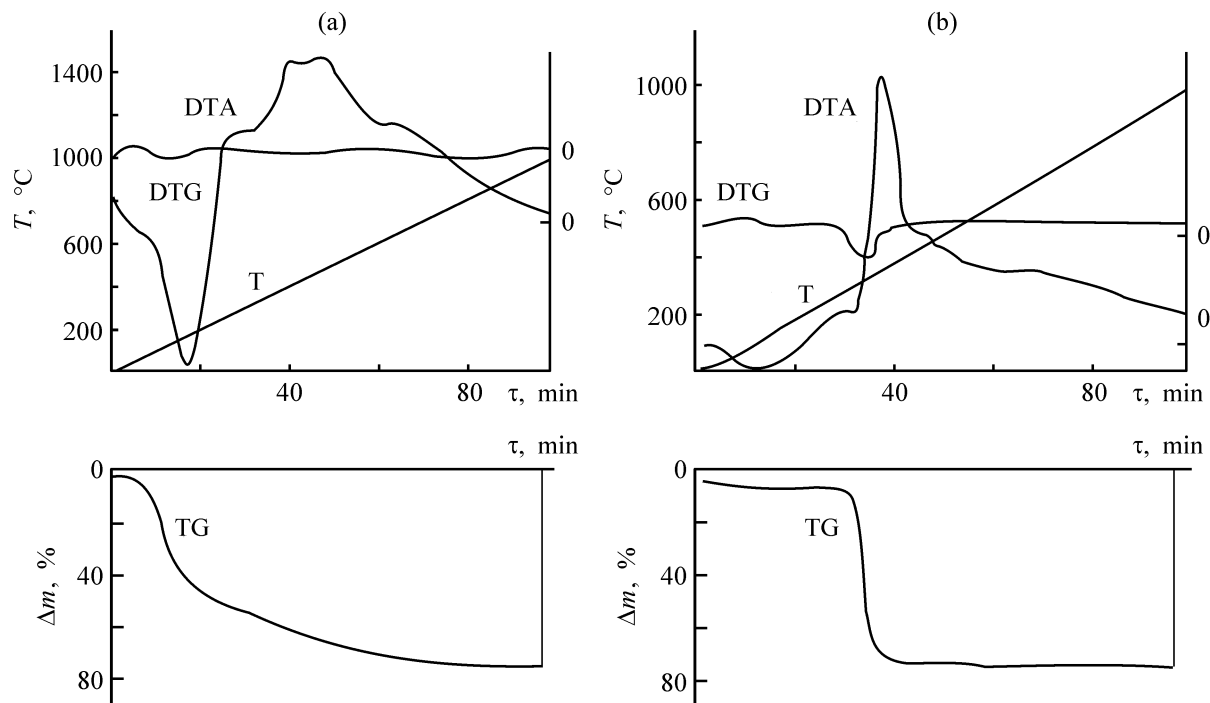 (a)
1400
1000
600
200
T, °C
DTA
DTG
T
0
0
40
80
τ, min
(b)
1000
600
200
T, °C
DTA
DTG
T
0
0
40
80
τ, min
τ, min
0
40
80
Δm, %
TG
τ, min
0
40
80
Δm, %
TG